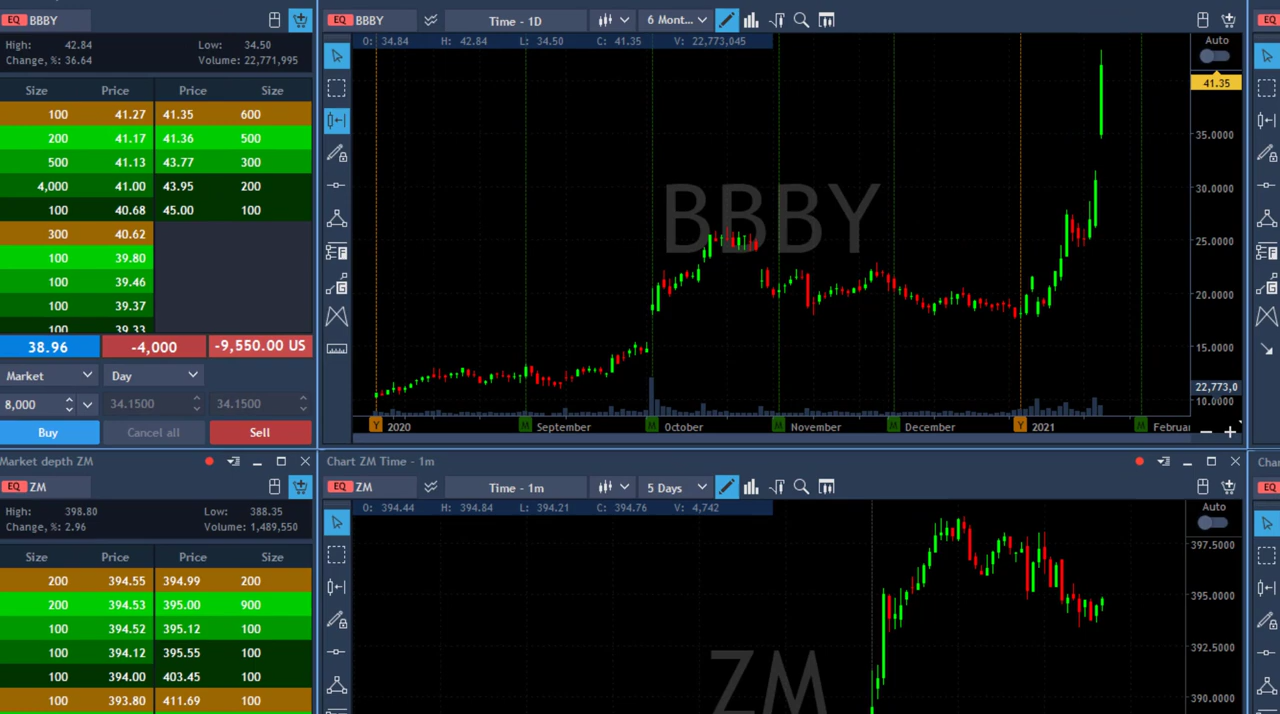 EQ BBBY
High: 42.84 Low: 34.50
Change, %: 36.64 Volume: 22,771,995
Size Price Price Size
100 41.27 41.35 600
200 41.17 41.36 500
500 41.13 43.77 300
4,000 41.00 43.95 200
100 40.68 45.00 100
300 40.62
100 39.80
100 39.46
100 39.37
100 39.33
38.96 -4,000 -9,550.00 US
Market Day
8,000 34.1500 34.1500
Buy Cancel all Sell
EQ BBBY Time - 1D 6 Mont...
O: 34.84 H: 42.84 L: 34.50 C: 41.35 V: 22,773,045
Auto
41.35
BBBY
35.0000
30.0000
25.0000
20.0000
15.0000
22,773,0
10.0000
Y 2020 M September M October M November M December Y 2021 M Februar
EQ
Market depth ZM
EQ ZM
High: 398.80 Low: 388.35
Change, %: 2.96 Volume: 1,489,550
Size Price Price Size
200 394.55 394.99 200
200 394.53 395.00 900
100 394.52 395.12 100
100 394.12 395.55 100
100 394.00 403.45 100
100 393.80 411.69 100
Chart ZM Time - 1m
EQ ZM Time - 1m 5 Days
O: 394.44 H: 394.84 L: 394.21 C: 394.76 V: 4,742
Auto
397.5000
395.0000
392.5000
390.0000
ZM
Char
EQ